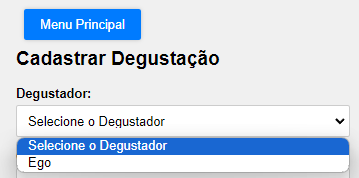 Menu Principal
Cadastrar Degustação
Degustador:
Selecione o Degustador
Selecione o Degustador
Ego